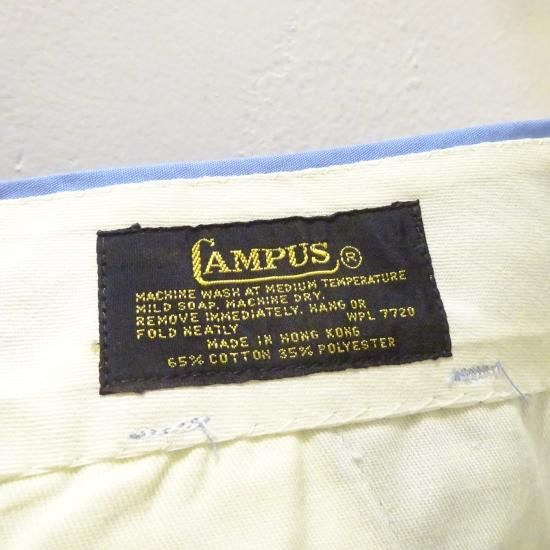 CAMPUS ®
MACHINE WASH AT MEDIUM TEMPERATURE
MILD SOAP. MACHINE DRY.
REMOVE IMMEDIATELY. HANG OR
FOLD NEATLY WPL 7720
MADE IN HONG KONG
65% COTTON 35% POLYESTER